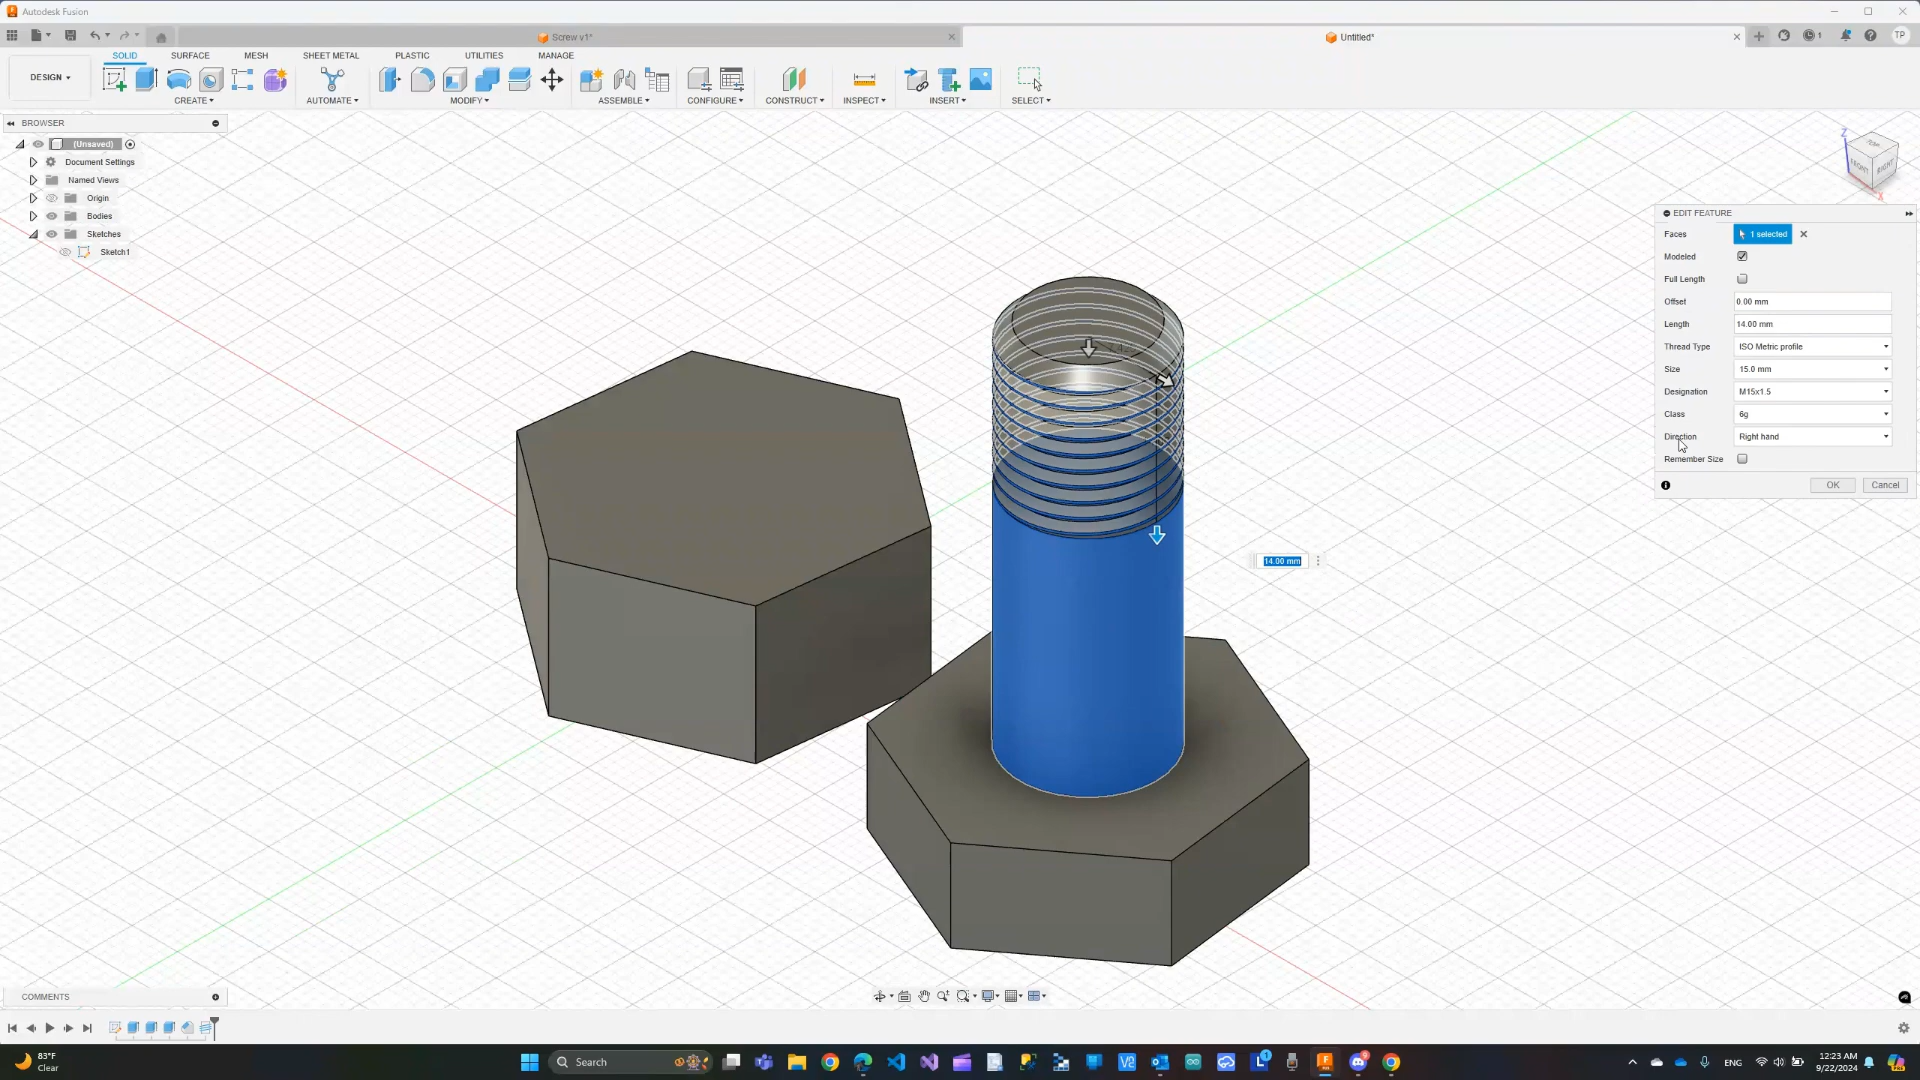 Autodesk Fusion
Screw v1*
Untitled*
1
TP
DESIGN
SOLID SURFACE MESH SHEET METAL PLASTIC UTILITIES MANAGE
CREATE AUTOMATE MODIFY ASSEMBLE CONFIGURE CONSTRUCT INSPECT INSERT SELECT
BROWSER
(Unsaved)
Document Settings
Named Views
Origin
Bodies
Sketches
Sketch1
Z
FRONT RIGHT
X
EDIT FEATURE
Faces 1 selected
Modeled
Full Length
Offset 0.00 mm
Length 14.00 mm
Thread Type ISO Metric profile
Size 15.0 mm
Designation M15x1.5
Class 6g
Direction Right hand
Remember Size
OK Cancel
14.00 mm
COMMENTS
83°F
Clear
Search
ENG
12:23 AM
9/22/2024